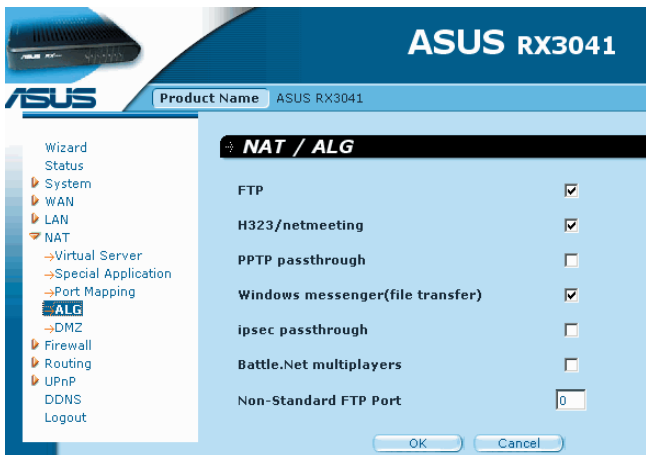 ASUS RX3041
ASUS
Product Name ASUS RX3041
Wizard
Status
System
WAN
LAN
NAT
Virtual Server
Special Application
Port Mapping
ALG
DMZ
Firewall
Routing
UPnP
DDNS
Logout
NAT / ALG
FTP
H323/netmeeting
PPTP passthrough
Windows messenger(file transfer)
ipsec passthrough
Battle.Net multiplayers
Non-Standard FTP Port 0
OK Cancel